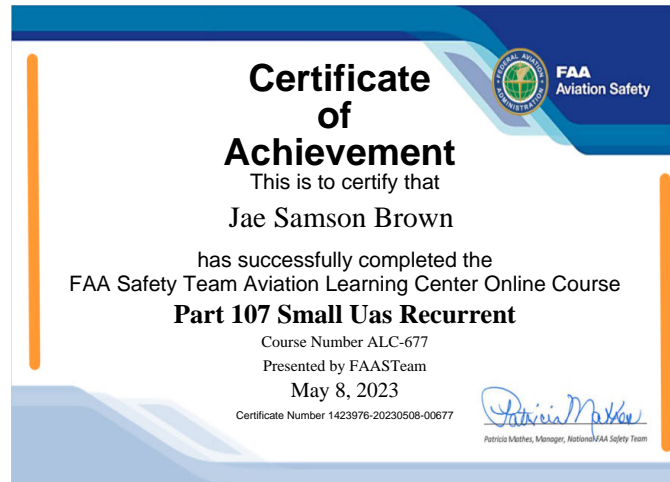 Certificate
of
Achievement
This is to certify that
Jae Samson Brown
has successfully completed the
FAA Safety Team Aviation Learning Center Online Course
Part 107 Small Uas Recurrent
Course Number ALC-677
Presented by FAASTeam
May 8, 2023
Certificate Number 1423976-20230508-00677
FEDERAL AVIATION
ADMINISTRATION
FAA
Aviation Safety
Patricia Mathes
Patricia Mathes, Manager, National FAA Safety Team